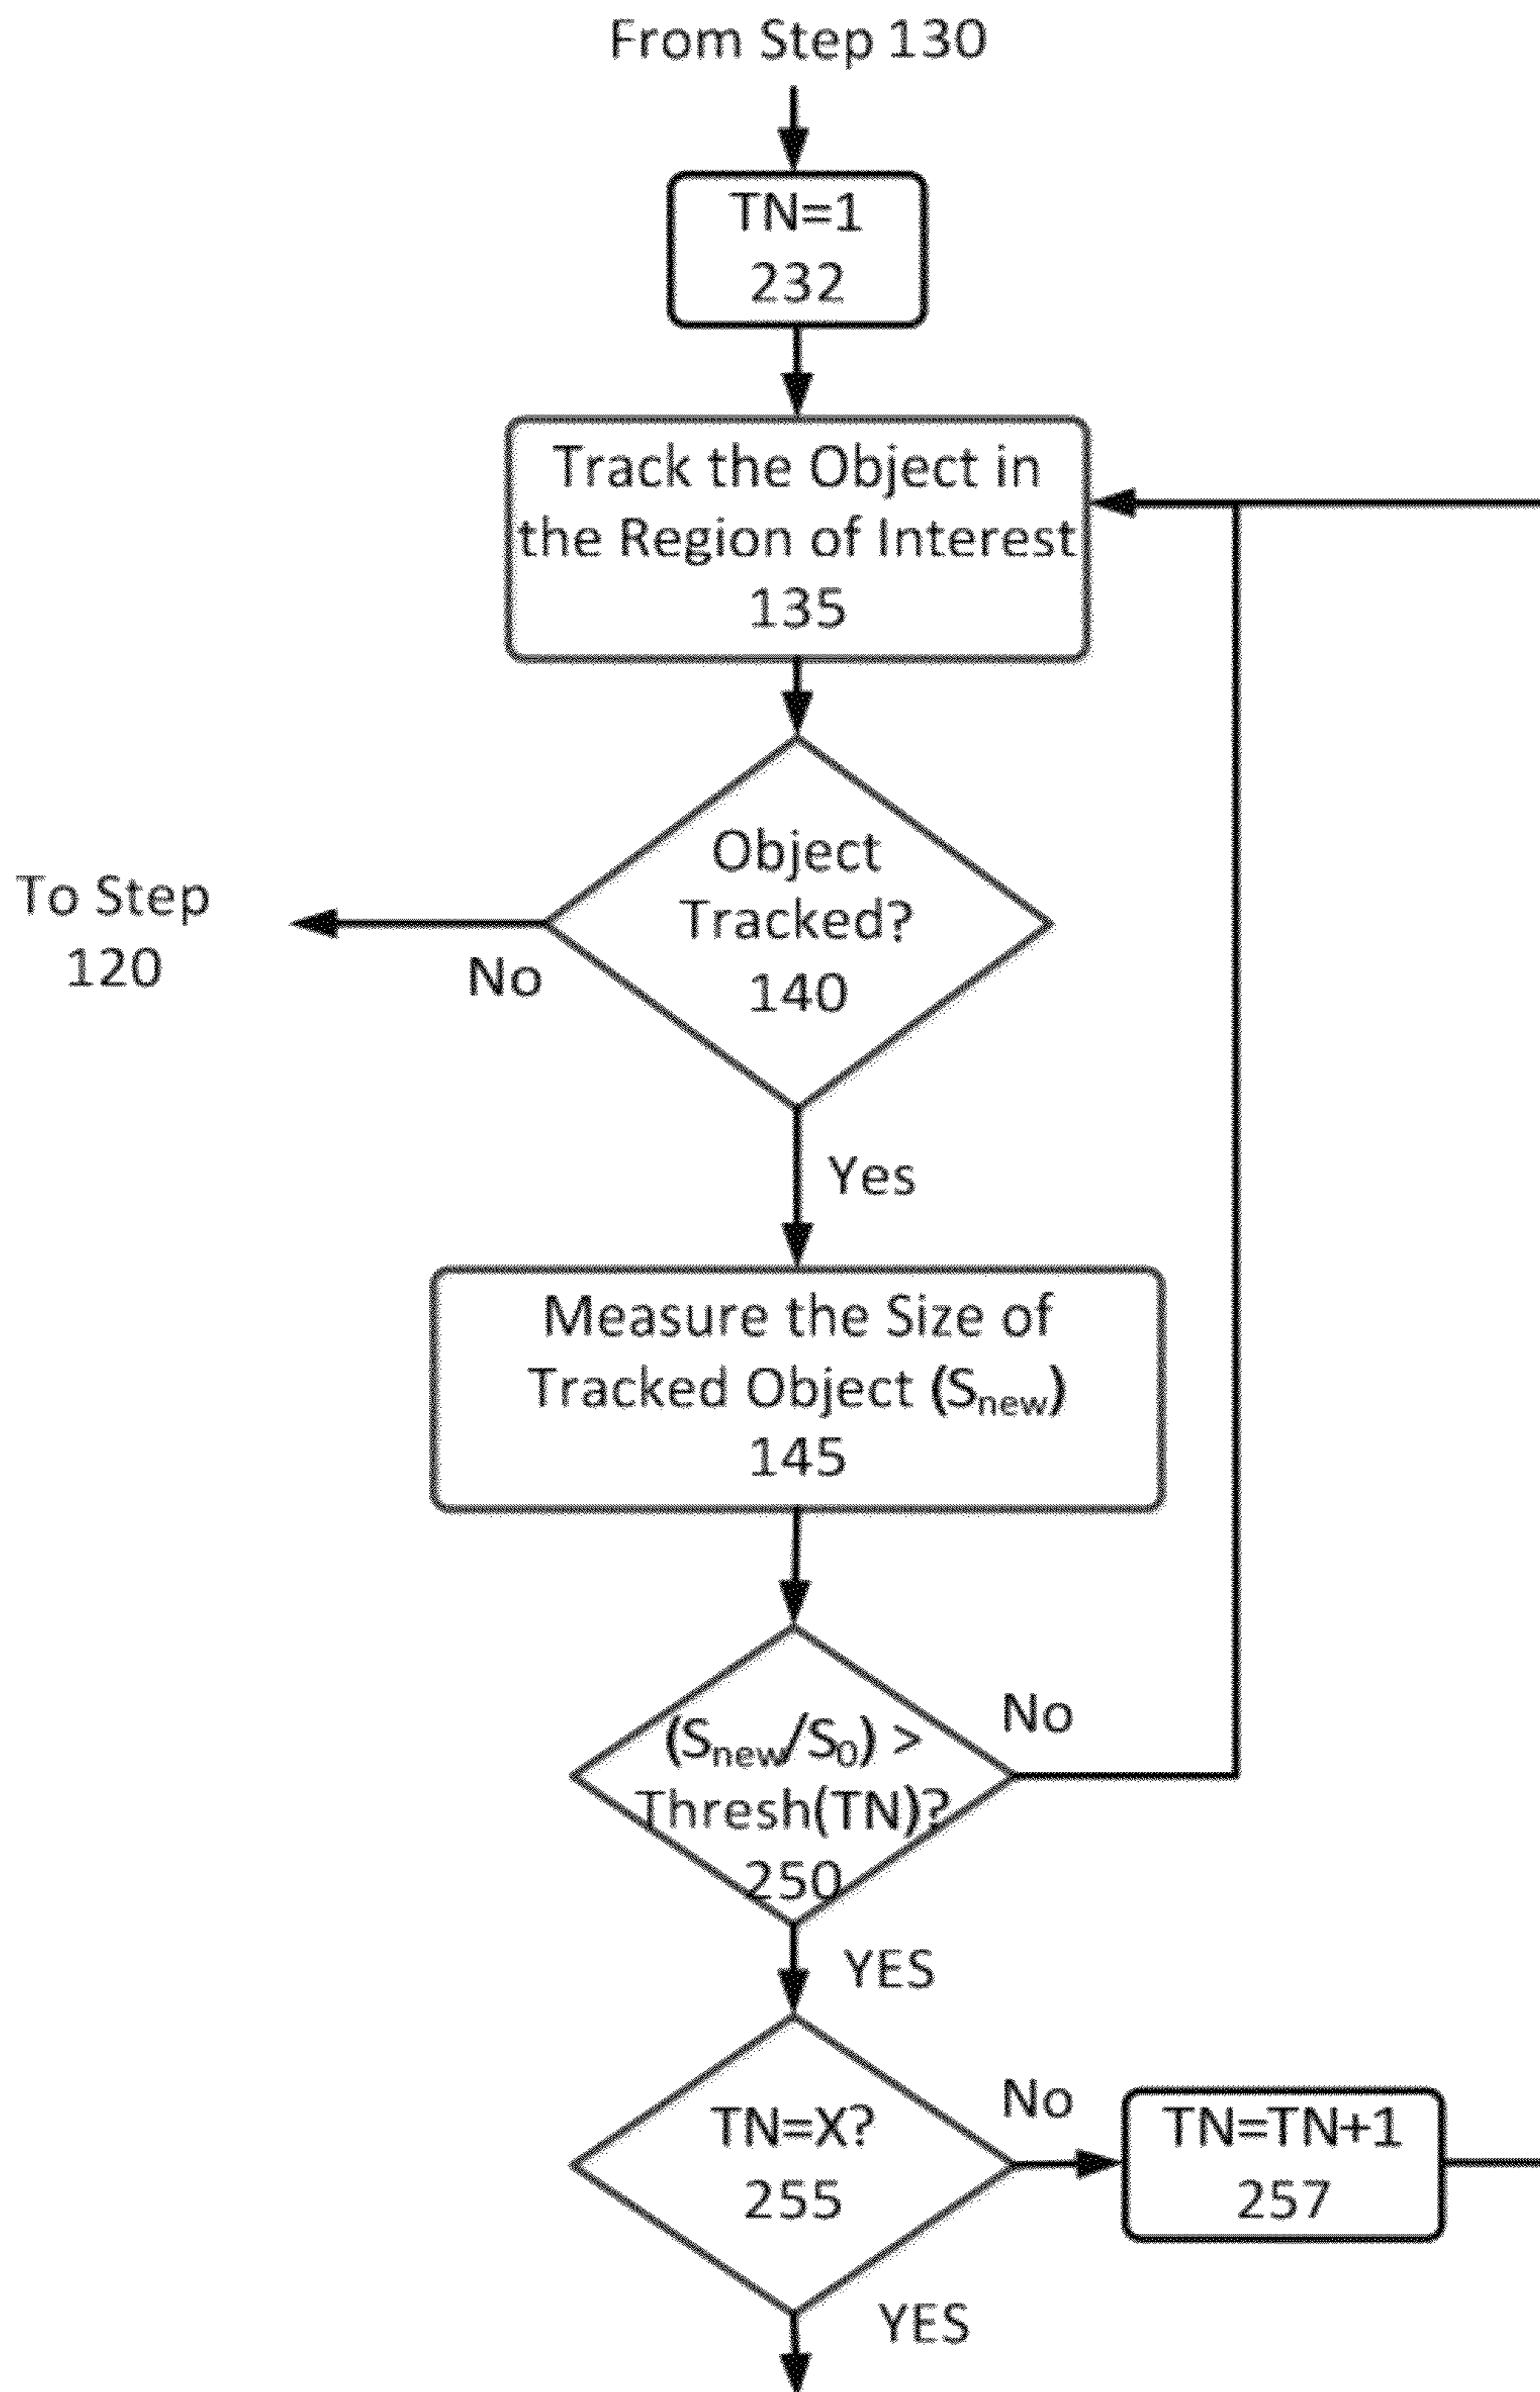 From Step 130
TN=1
232
Track the Object in
the Region of Interest
135
Object
Tracked?
140
To Step
120
No
Yes
Measure the Size of
Tracked Object (Snew)
145
(Snew/S0) >
Thresh(TN)?
250
No
YES
TN=X?
255
No
TN=TN+1
257
YES